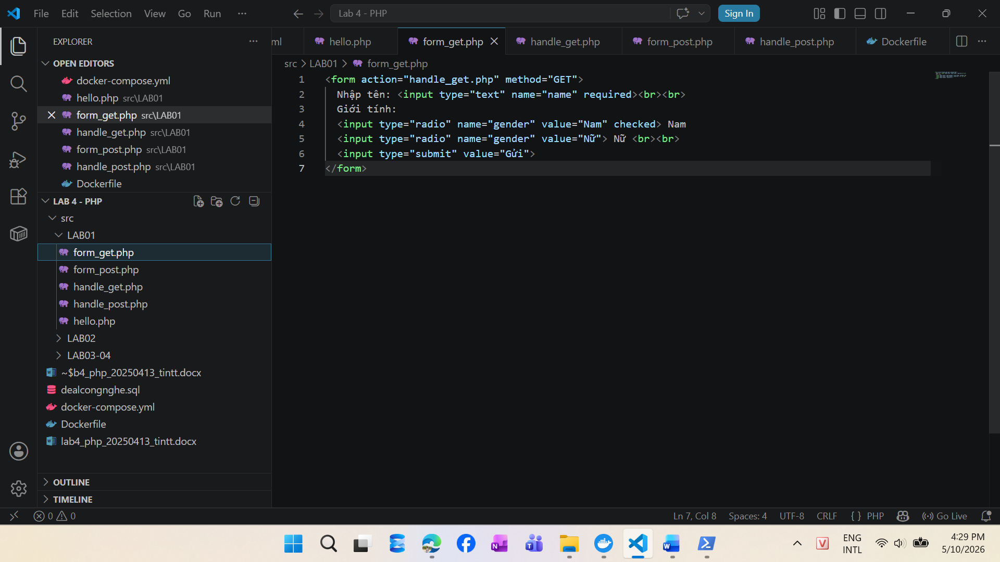 File Edit Selection View Go Run ··· Lab 4 - PHP Sign In
EXPLORER
ml hello.php form_get.php handle_get.php form_post.php handle_post.php Dockerfile
OPEN EDITORS
docker-compose.yml
hello.php src\LAB01
form_get.php src\LAB01
handle_get.php src\LAB01
form_post.php src\LAB01
handle_post.php src\LAB01
Dockerfile
LAB 4 - PHP
src
LAB01
form_get.php
form_post.php
handle_get.php
handle_post.php
hello.php
LAB02
LAB03-04
~$b4_php_20250413_tintt.docx
dealcongnghe.sql
docker-compose.yml
Dockerfile
lab4_php_20250413_tintt.docx
OUTLINE
TIMELINE
src > LAB01 > form_get.php
1 <form action="handle_get.php" method="GET">
2 Nhập tên: <input type="text" name="name" required><br><br>
3 Giới tính:
4 <input type="radio" name="gender" value="Nam" checked> Nam
5 <input type="radio" name="gender" value="Nữ"> Nữ <br><br>
6 <input type="submit" value="Gửi">
7 </form>
0 0 Ln 7, Col 8 Spaces: 4 UTF-8 CRLF { } PHP Go Live
ENG
INTL
4:29 PM
5/10/2026